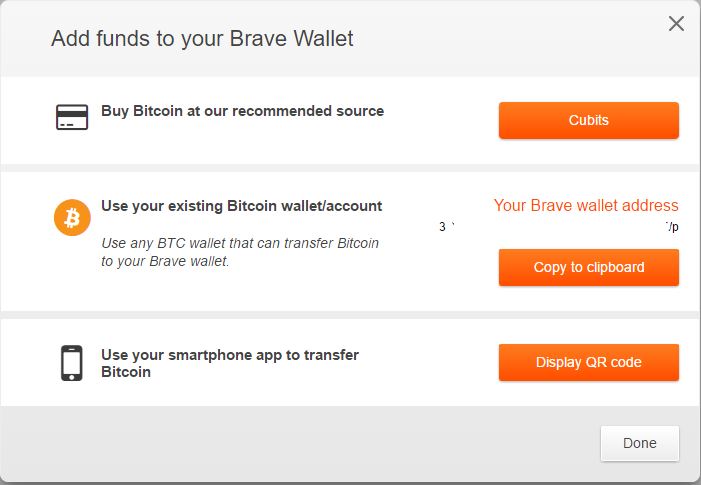 Add funds to your Brave Wallet
Buy Bitcoin at our recommended source
Cubits
Use your existing Bitcoin wallet/account
Your Brave wallet address
3
/p
Use any BTC wallet that can transfer Bitcoin
to your Brave wallet.
Copy to clipboard
Use your smartphone app to transfer
Bitcoin
Display QR code
Done